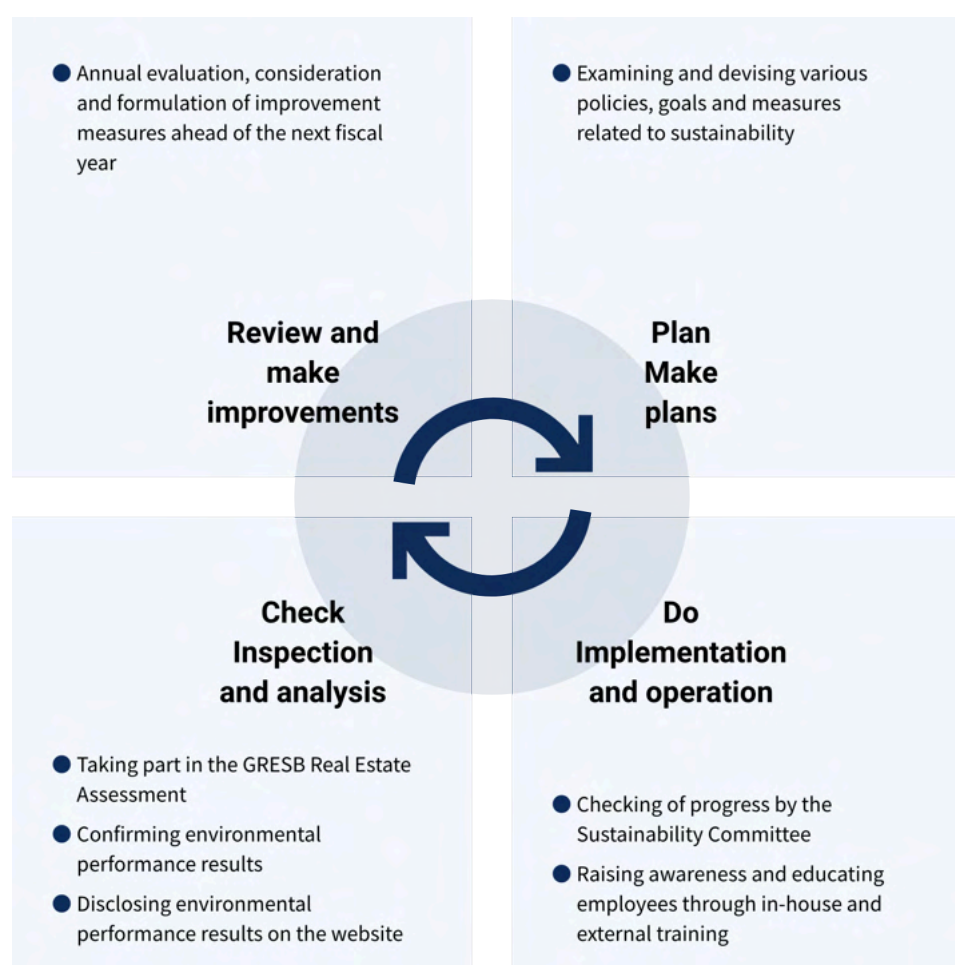 Annual evaluation, consideration
and formulation of improvement
measures ahead of the next fiscal
year
Review and
make
improvements
Examining and devising various
policies, goals and measures
related to sustainability
Plan
Make
plans
Check
Inspection
and analysis
Taking part in the GRESB Real Estate
Assessment
Confirming environmental
performance results
Disclosing environmental
performance results on the website
Do
Implementation
and operation
Checking of progress by the
Sustainability Committee
Raising awareness and educating
employees through in-house and
external training